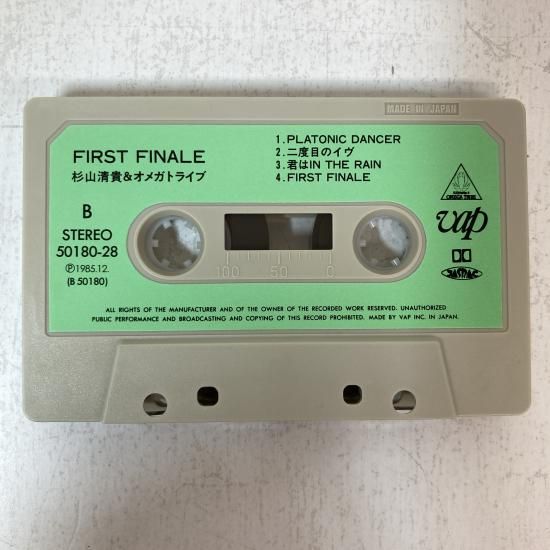 MADE IN JAPAN
FIRST FINALE
杉山清貴&オメガトライブ
1.PLATONIC DANCER
2.二度目のイヴ
3.君はIN THE RAIN
4.FIRST FINALE
B
STEREO
50180-28
Ⓟ1985.12.
(B 50180)
100 50 0
OMEGA TRIBE
vap
JASRAC
ALL RIGHTS OF THE MANUFACTURER AND OF THE OWNER OF THE RECORDED WORK RESERVED. UNAUTHORIZED
PUBLIC PERFORMANCE AND BROADCASTING AND COPYING OF THIS RECORD PROHIBITED. MADE BY VAP INC. IN JAPAN.